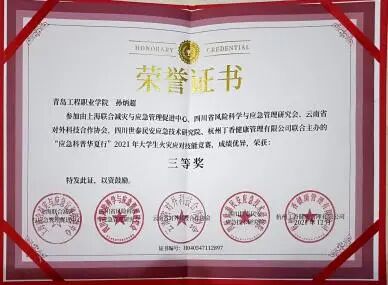 HONORARY CREDENTIAL
荣誉证书
青岛工程职业学院 孙炳超
参加由上海联合减灾与应急管理促进中心、四川省风险科学与应急管理研究会、云南省
对外科技合作协会、四川世泰民安应急技术研究院、杭州丁香健康管理有限公司联合主办的
“应急科普华夏行”2021年大学生火灾应对技能竞赛,成绩优异,荣获:
三等奖
特发此证,以资鼓励。
2021年12月
证书编号:H040547112897